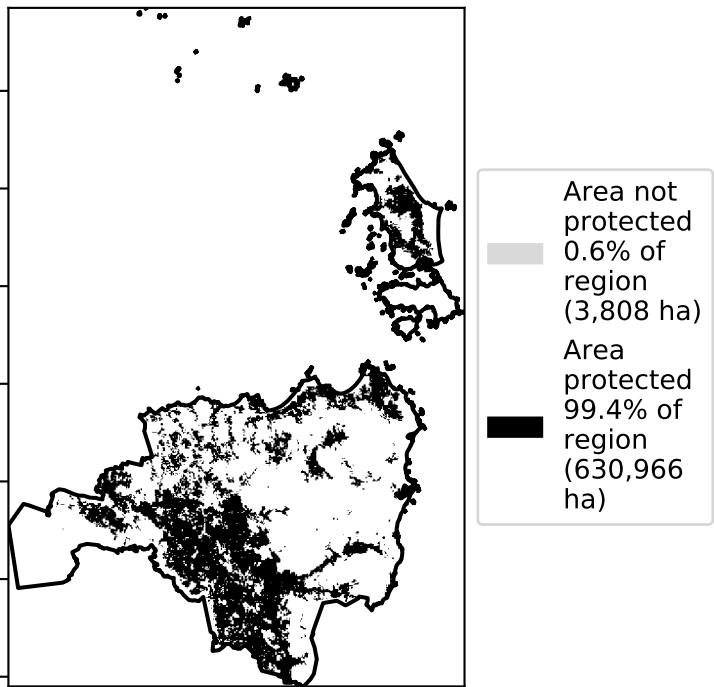 Area not
protected
0.6% of
region
(3,808 ha)
Area
protected
99.4% of
region
(630,966
ha)